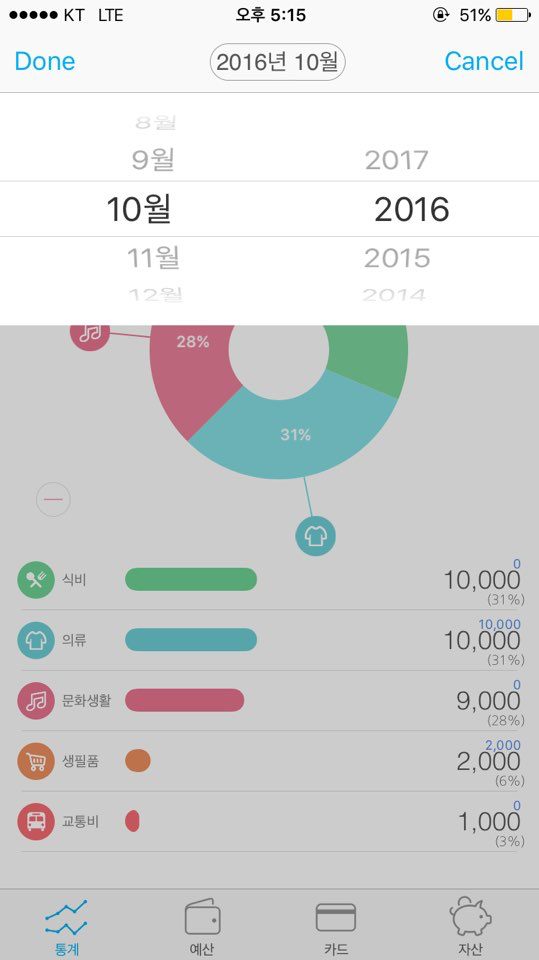 KT LTE 오후 5:15 51%
Done 2016년 10월 Cancel
8월
9월 2017
10월 2016
11월 2015
12월 2014
28%
31%
0
식비 10,000
(31%)
10,000
의류 10,000
(31%)
0
문화생활 9,000
(28%)
2,000
생필품 2,000
(6%)
0
교통비 1,000
(3%)
통계 예산 카드 자산